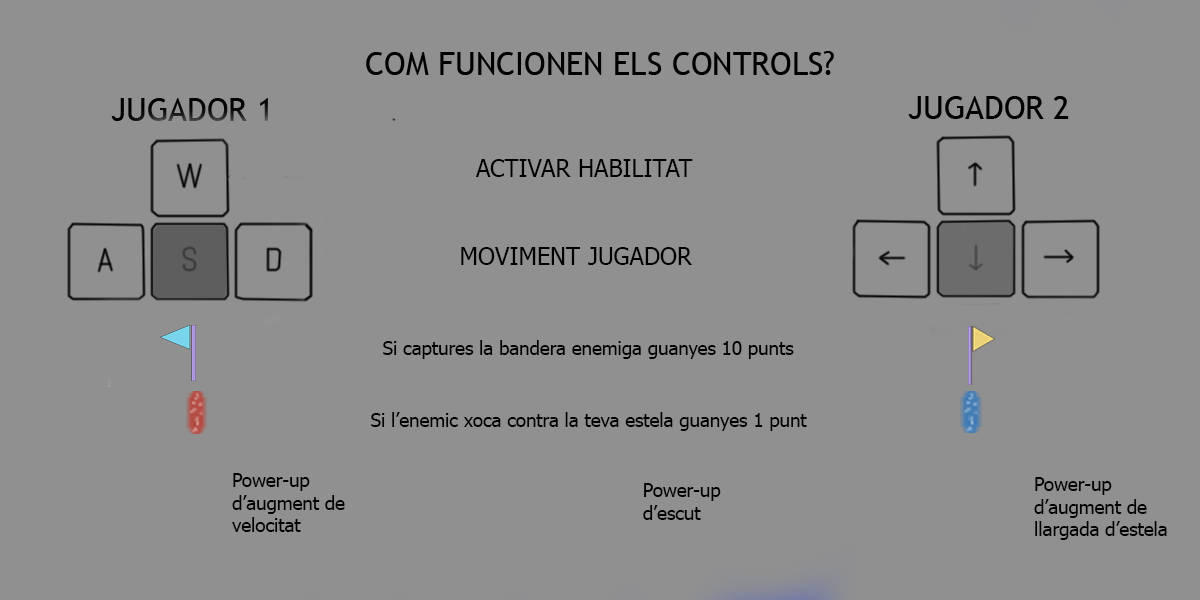 COM FUNCIONEN ELS CONTROLS?
JUGADOR 1
JUGADOR 2
W
↑
ACTIVAR HABILITAT
A S D
← ↓ →
MOVIMENT JUGADOR
Si captures la bandera enemiga guanyes 10 punts
Si l’enemic xoca contra la teva estela guanyes 1 punt
Power-up
d’augment de
velocitat
Power-up
d’escut
Power-up
d’augment de
llargada d’estela